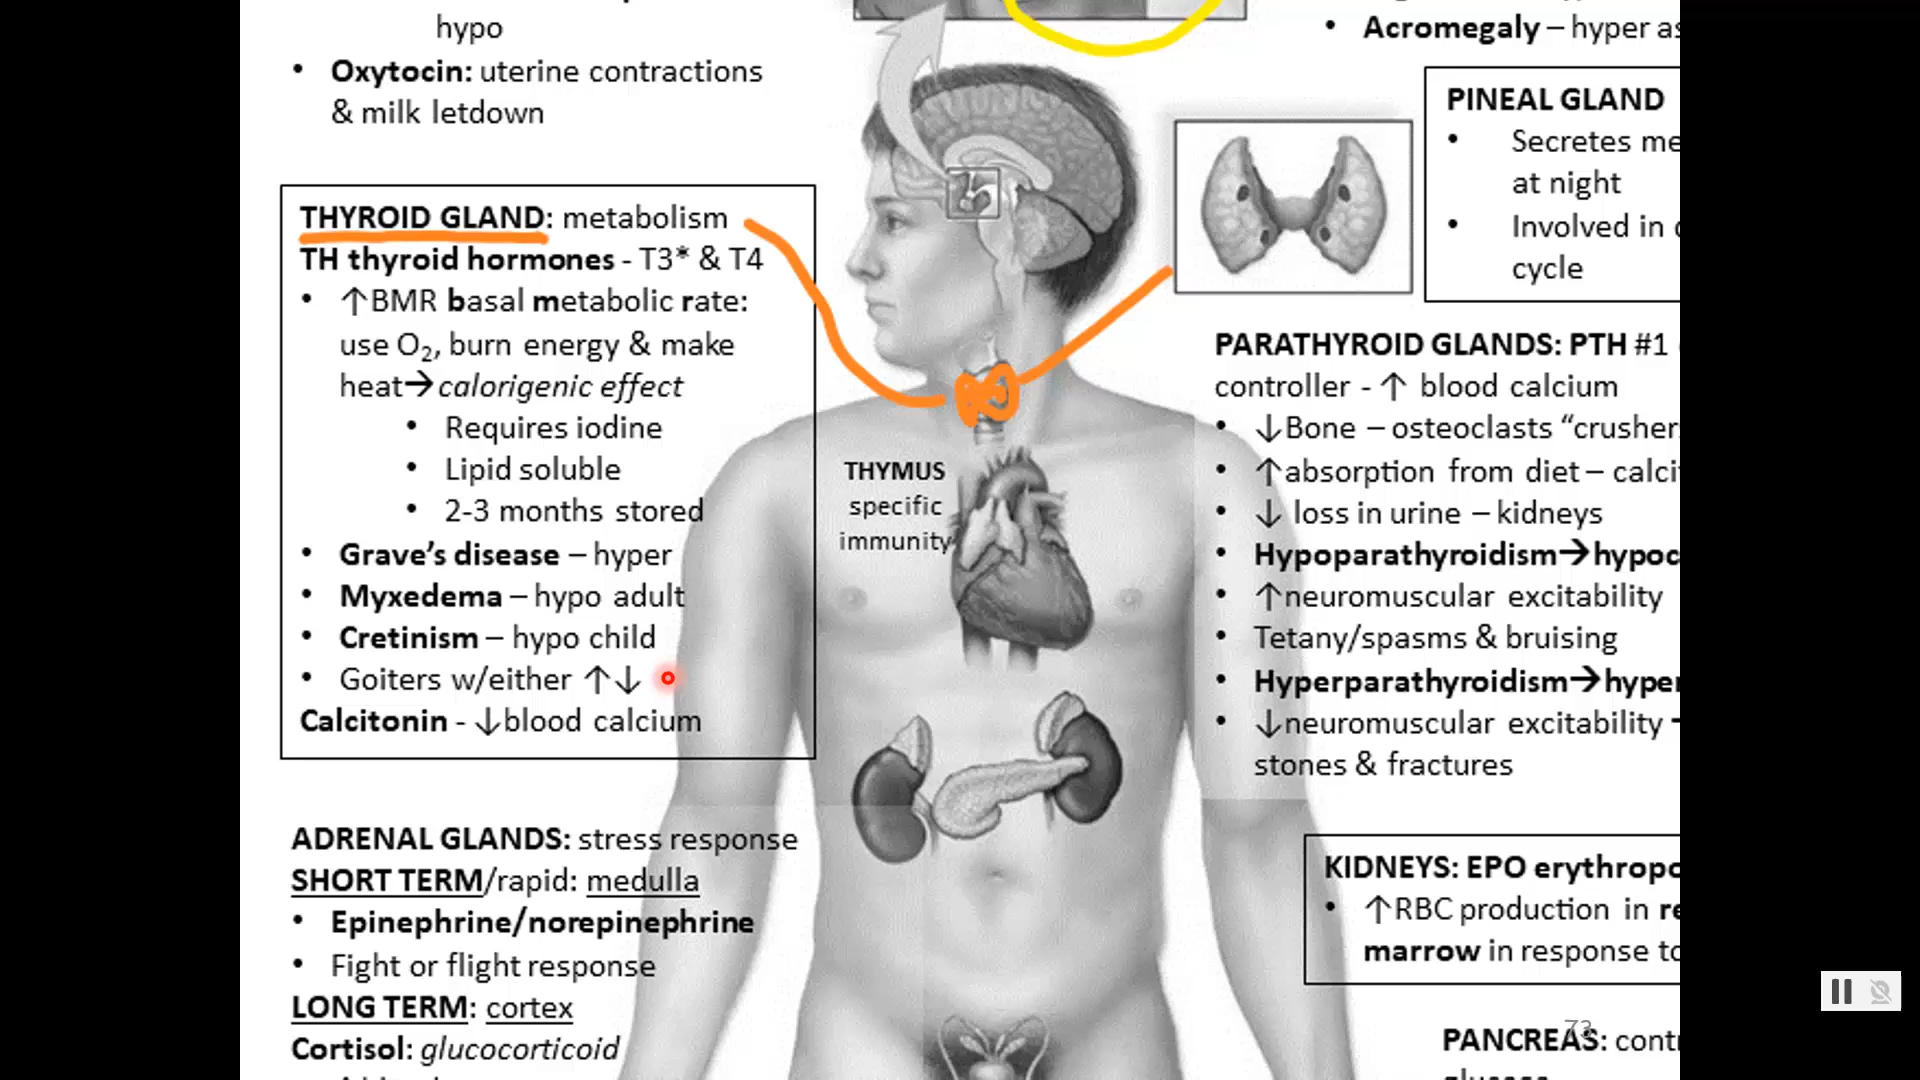 hypo
• Oxytocin: uterine contractions
& milk letdown
THYROID GLAND: metabolism
TH thyroid hormones - T3* & T4
• ↑BMR basal metabolic rate:
use O₂, burn energy & make
heat→calorigenic effect
• Requires iodine
• Lipid soluble
• 2-3 months stored
• Grave’s disease – hyper
• Myxedema – hypo adult
• Cretinism – hypo child
• Goiters w/either ↑↓
Calcitonin - ↓blood calcium
ADRENAL GLANDS: stress response
SHORT TERM/rapid: medulla
• Epinephrine/norepinephrine
• Fight or flight response
LONG TERM: cortex
Cortisol: glucocorticoid
THYMUS
specific
immunity
• Acromegaly – hyper
PINEAL GLAND
• Secretes
at night
• Involved in
cycle
PARATHYROID GLANDS: PTH #1
controller - ↑ blood calcium
• ↓Bone – osteoclasts “crusher
• ↑absorption from diet –
• ↓ loss in urine – kidneys
• Hypoparathyroidism→
• ↑neuromuscular excitability
• Tetany/spasms & bruising
• Hyperparathyroidism→
• ↓neuromuscular excitability
stones & fractures
KIDNEYS: EPO
• ↑RBC production in
marrow in response
73
PANCREAS: